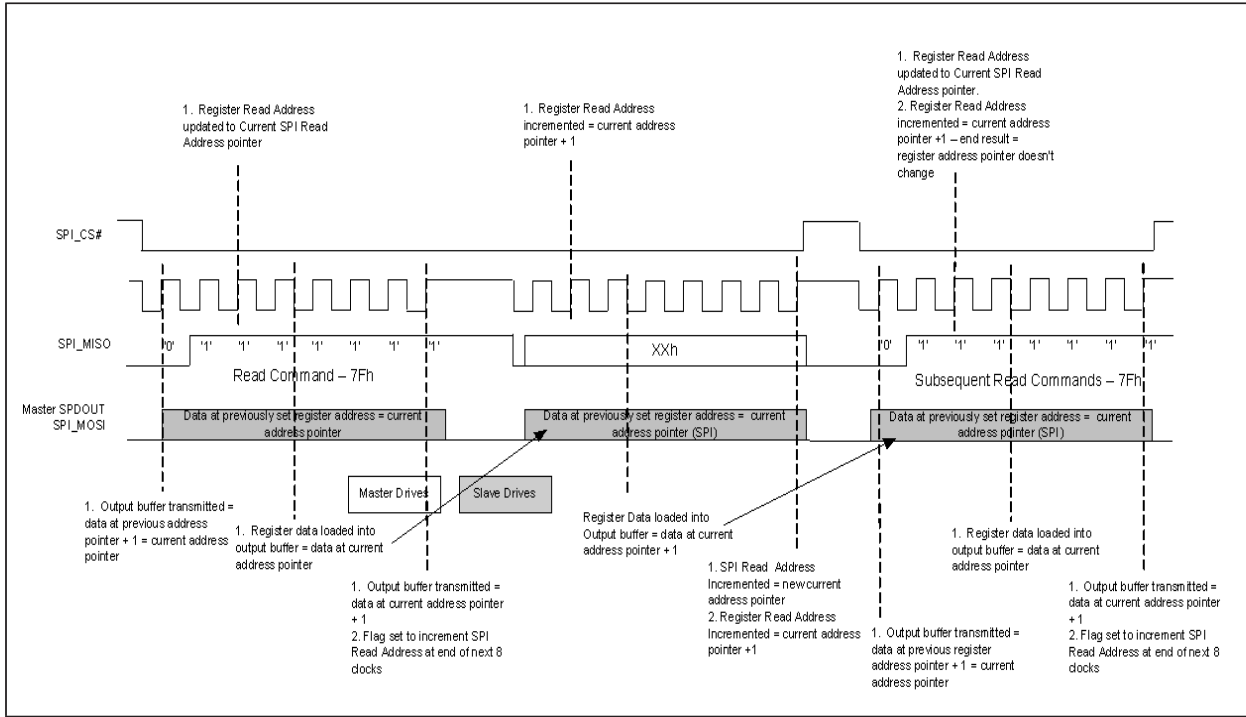 1. Register Read Address
updated to Current SPI Read
Address pointer
1. Register Read Address
incremented = current address
pointer + 1
1. Register Read Address
updated to Current SPI Read
Address pointer.
2. Register Read Address
incremented = current address
pointer +1 – end result =
register address pointer doesn't
change
SPI_CS#
SPI_MISO
'0' '1' '1' '1' '1' '1' '1' '1'
XXh
'0' '1' '1' '1' '1' '1' '1' '1'
Read Command – 7Fh
Subsequent Read Commands – 7Fh
Master SPDOUT
SPI_MOSI
Data at previously set register address = current
address pointer
Data at previously set register address = current
address pointer (SPI)
Data at previously set register address = current
address pointer (SPI)
Master Drives
Slave Drives
1. Output buffer transmitted =
data at previous address
pointer + 1 = current address
pointer
1. Register data loaded into
output buffer = data at current
address pointer
1. Output buffer transmitted =
data at current address pointer
+ 1
2. Flag set to increment SPI
Read Address at end of next 8
clocks
Register Data loaded into
Output buffer = data at current
address pointer + 1
1. SPI Read Address
Incremented = new current
address pointer
2. Register Read Address
Incremented = current address
pointer +1
1. Output buffer transmitted =
data at previous register
address pointer + 1 = current
address pointer
1. Register data loaded into
output buffer = data at current
address pointer
1. Output buffer transmitted =
data at current address pointer
+ 1
2. Flag set to increment SPI
Read Address at end of next 8
clocks